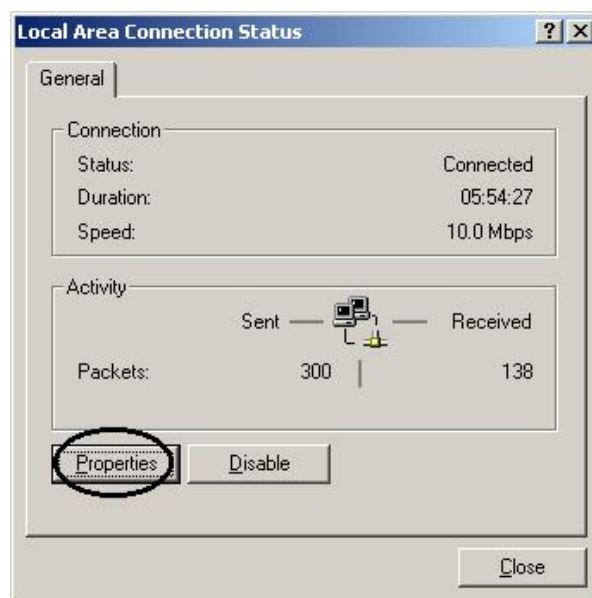 Local Area Connection Status
General
Connection
Status: Connected
Duration: 05:54:27
Speed: 10.0 Mbps
Activity
Sent Received
Packets: 300 138
Properties Disable
Close